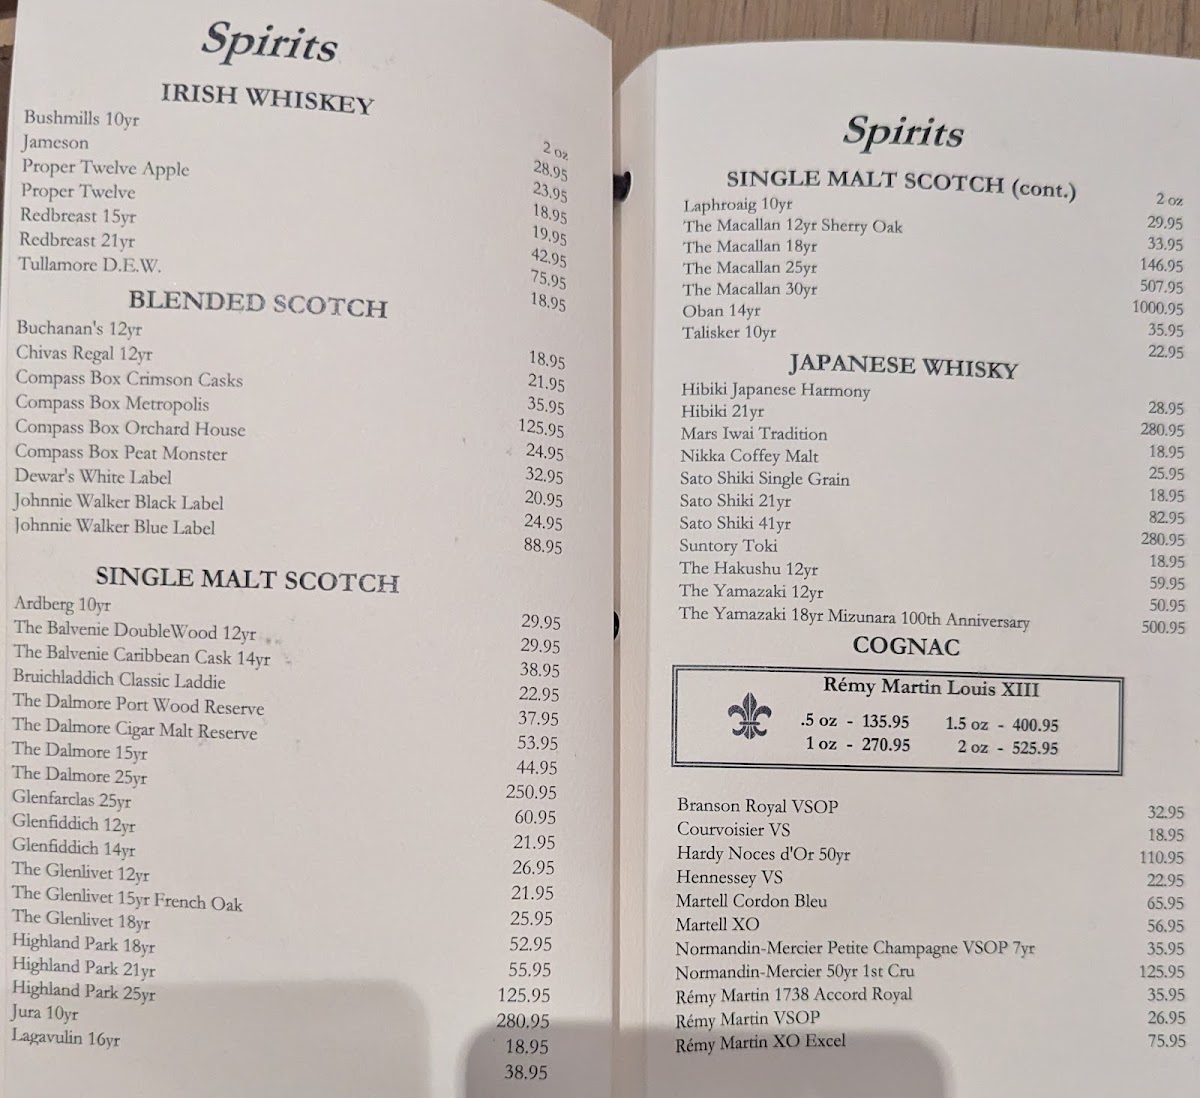 Spirits
IRISH WHISKEY
2 oz
Bushmills 10yr 28.95
Jameson 23.95
Proper Twelve Apple 18.95
Proper Twelve 19.95
Redbreast 15yr 42.95
Redbreast 21yr 75.95
Tullamore D.E.W. 18.95
BLENDED SCOTCH
Buchanan's 12yr 18.95
Chivas Regal 12yr 21.95
Compass Box Crimson Casks 35.95
Compass Box Metropolis 125.95
Compass Box Orchard House 24.95
Compass Box Peat Monster 32.95
Dewar's White Label 20.95
Johnnie Walker Black Label 24.95
Johnnie Walker Blue Label 88.95
SINGLE MALT SCOTCH
Ardberg 10yr 29.95
The Balvenie DoubleWood 12yr 29.95
The Balvenie Caribbean Cask 14yr 38.95
Bruichladdich Classic Laddie 22.95
The Dalmore Port Wood Reserve 37.95
The Dalmore Cigar Malt Reserve 53.95
The Dalmore 15yr 44.95
The Dalmore 25yr 250.95
Glenfarclas 25yr 60.95
Glenfiddich 12yr 21.95
Glenfiddich 14yr 26.95
The Glenlivet 12yr 21.95
The Glenlivet 15yr French Oak 25.95
The Glenlivet 18yr 52.95
Highland Park 18yr 55.95
Highland Park 21yr 125.95
Highland Park 25yr 280.95
Jura 10yr 18.95
Lagavulin 16yr 38.95
Spirits
SINGLE MALT SCOTCH (cont.)
2 oz
Laphroaig 10yr 29.95
The Macallan 12yr Sherry Oak 33.95
The Macallan 18yr 146.95
The Macallan 25yr 507.95
The Macallan 30yr 1000.95
Oban 14yr 35.95
Talisker 10yr 22.95
JAPANESE WHISKY
Hibiki Japanese Harmony 28.95
Hibiki 21yr 280.95
Mars Iwai Tradition 18.95
Nikka Coffey Malt 25.95
Sato Shiki Single Grain 18.95
Sato Shiki 21yr 82.95
Sato Shiki 41yr 280.95
Suntory Toki 18.95
The Hakushu 12yr 59.95
The Yamazaki 12yr 50.95
The Yamazaki 18yr Mizunara 100th Anniversary 500.95
COGNAC
Rémy Martin Louis XIII
.5 oz - 135.95 1.5 oz - 400.95
1 oz - 270.95 2 oz - 525.95
Branson Royal VSOP 32.95
Courvoisier VS 18.95
Hardy Noces d'Or 50yr 110.95
Hennessey VS 22.95
Martell Cordon Bleu 65.95
Martell XO 56.95
Normandin-Mercier Petite Champagne VSOP 7yr 35.95
Normandin-Mercier 50yr 1st Cru 125.95
Rémy Martin 1738 Accord Royal 35.95
Rémy Martin VSOP 26.95
Rémy Martin XO Excel 75.95